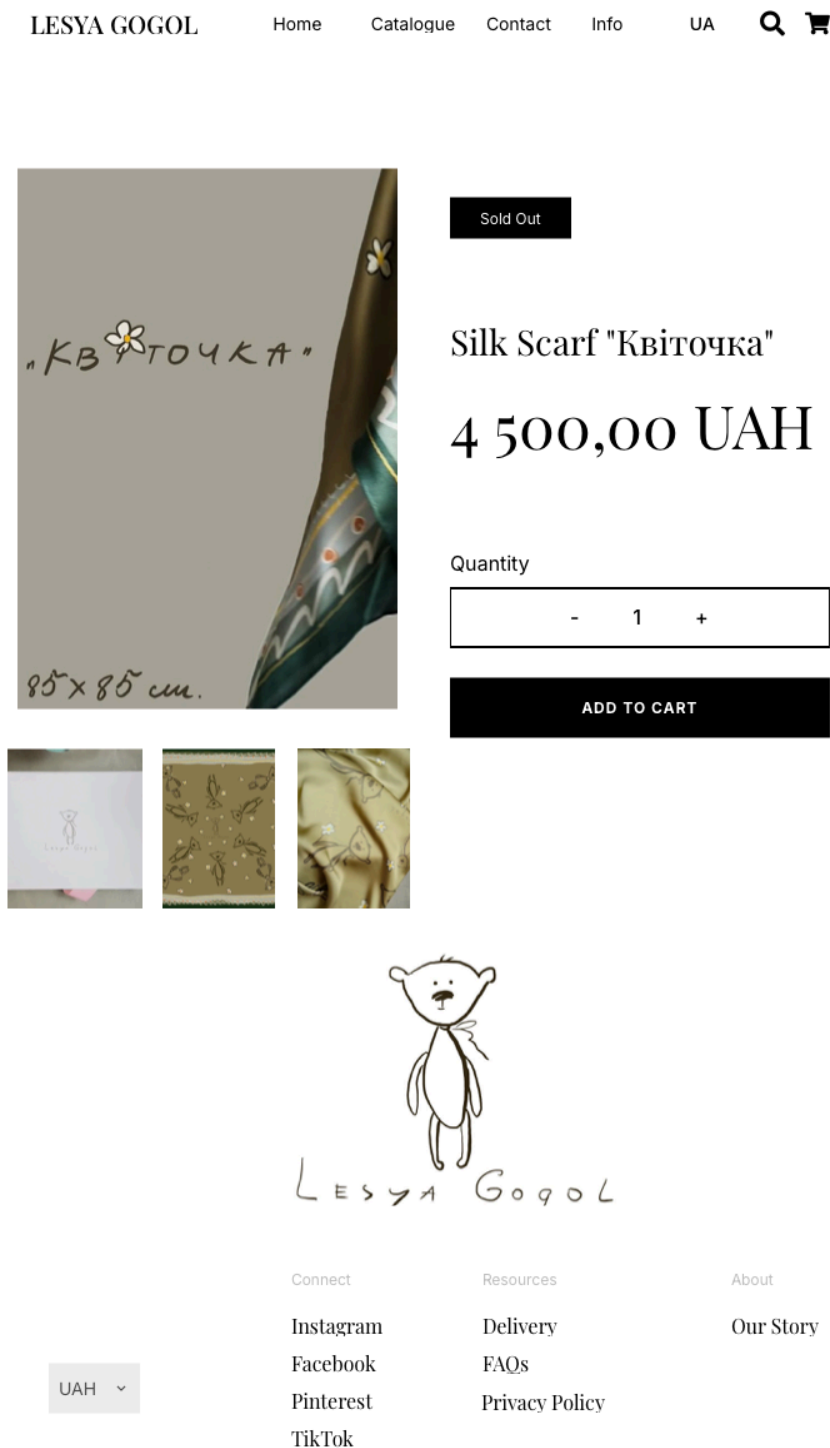 LESYA GOGOL
Home Catalogue Contact Info UA
Sold Out
„Квіточка"
85 x 85 см.
Silk Scarf "Квіточка"
4 500,00 UAH
Quantity
- 1 +
ADD TO CART
Lesya Gogol
LESYA GOGOL
Connect
Instagram
Facebook
Pinterest
TikTok
Resources
Delivery
FAQs
Privacy Policy
About
Our Story
UAH